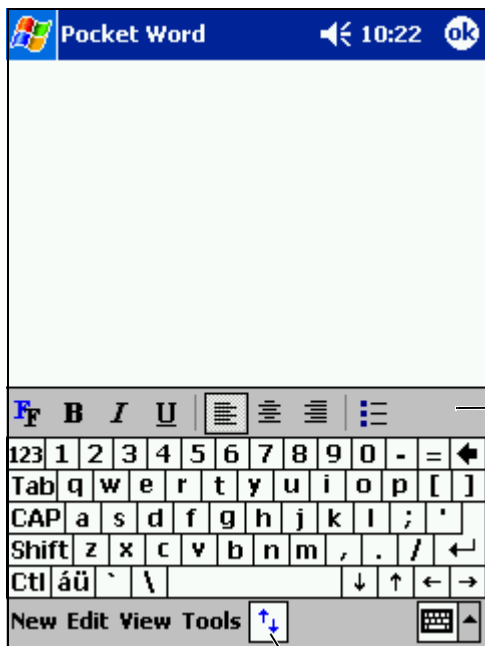 Pocket Word 10:22 ok
F F B I U
123 1 2 3 4 5 6 7 8 9 0 - =
Tab q w e r t y u i o p [ ]
CAP a s d f g h j k l ; '
Shift z x c v b n m , . /
Ctl áü ` \ ↓ ↑ ← →
New Edit View Tools